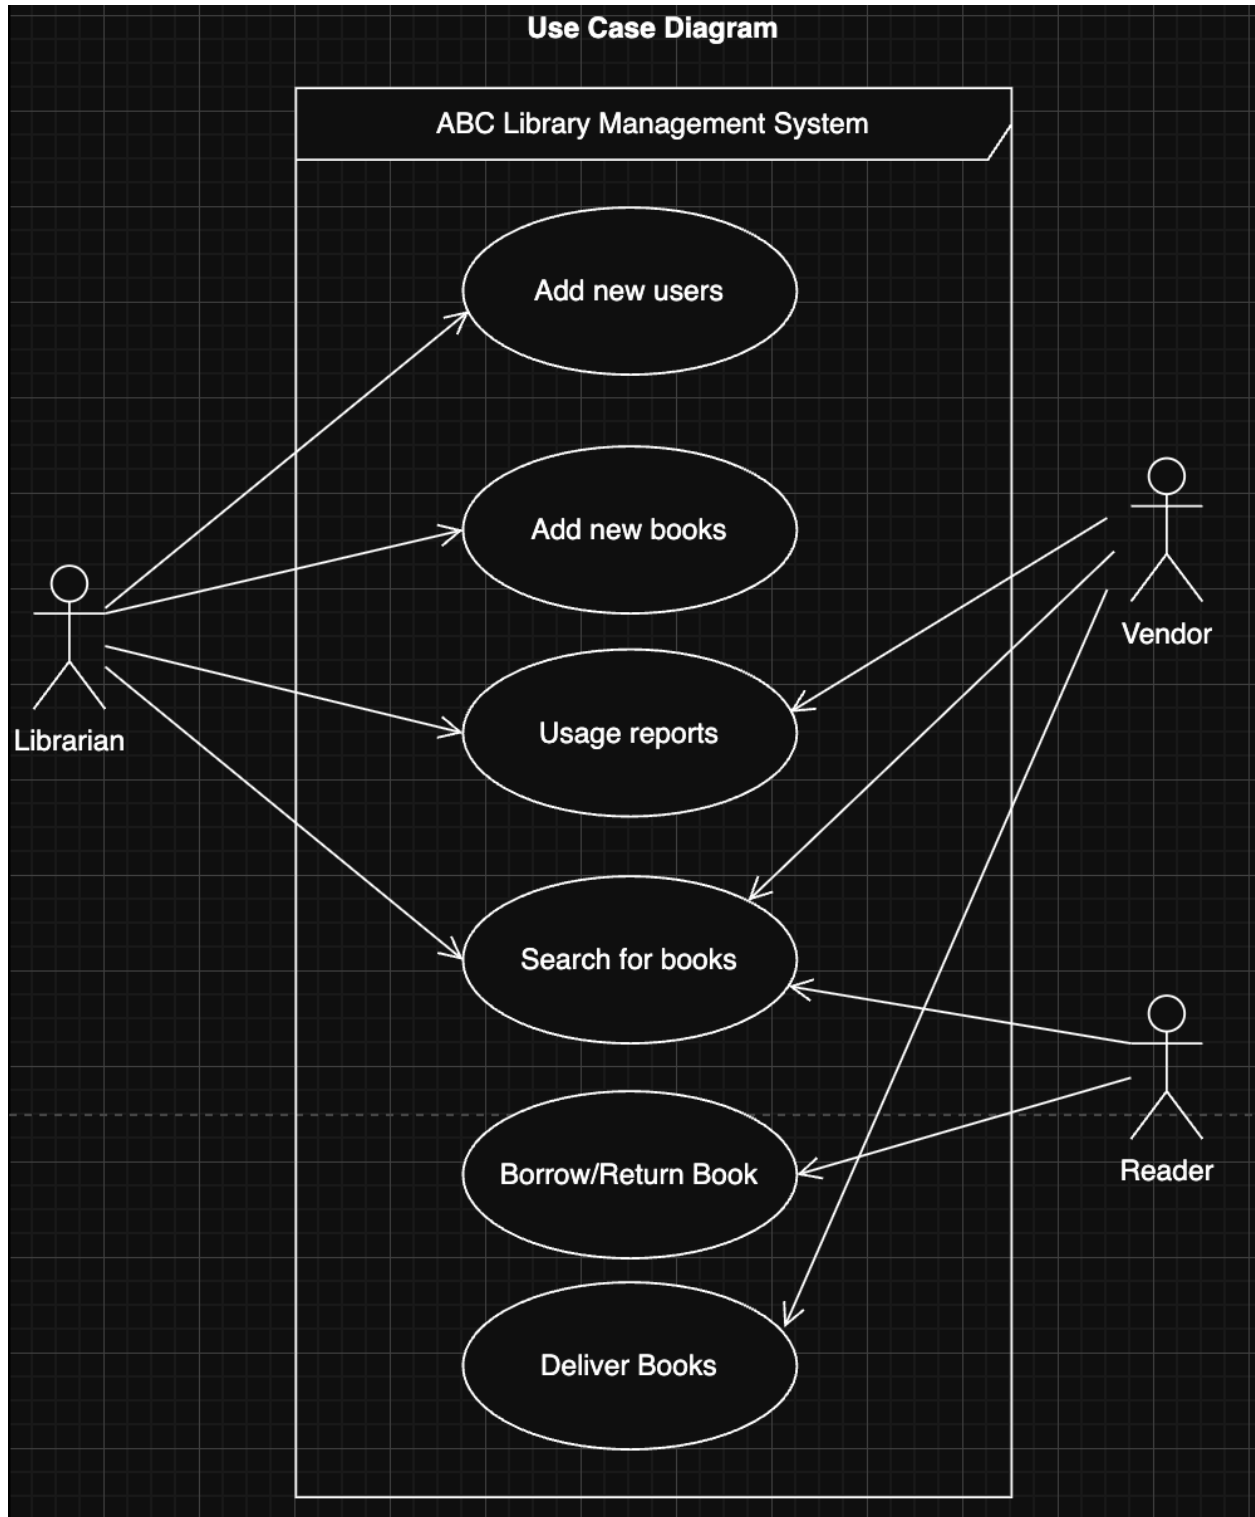 Use Case Diagram
ABC Library Management System
Add new users
Add new books
Vendor
Usage reports
Librarian
Search for books
Borrow/Return Book
Reader
Deliver Books